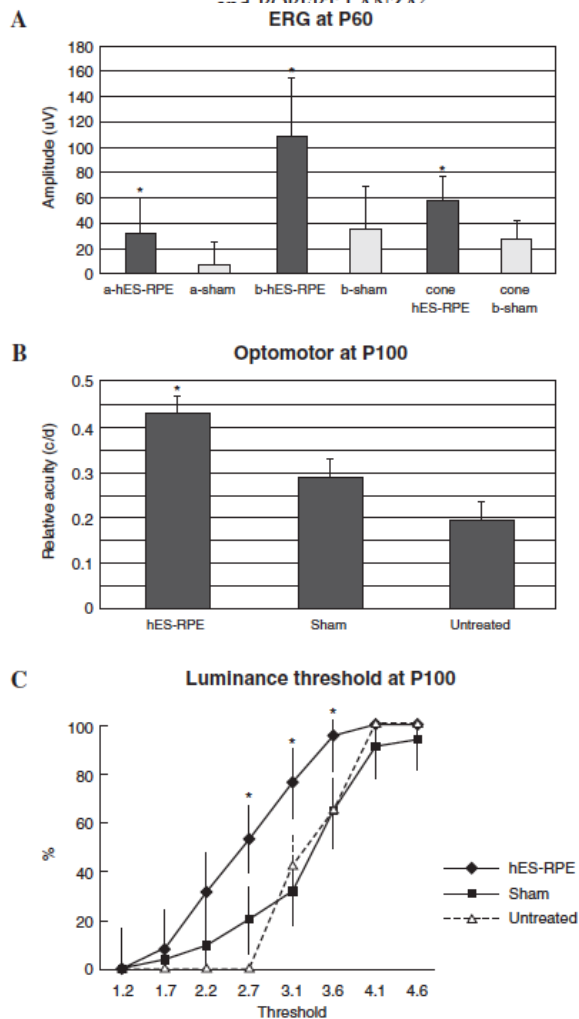 A
ERG at P60
Amplitude (uV)
180
160
140
120
100
80
60
40
20
0
*
*
*
a-hES-RPE a-sham b-hES-RPE b-sham cone cone
hES-RPE b-sham
B
Optomotor at P100
Relative acuity (c/d)
0.5
0.4
0.3
0.2
0.1
0
*
hES-RPE Sham Untreated
C
Luminance threshold at P100
%
100
80
60
40
20
0
*
*
*
1.2 1.7 2.2 2.7 3.1 3.6 4.1 4.6
Threshold
hES-RPE
Sham
Untreated